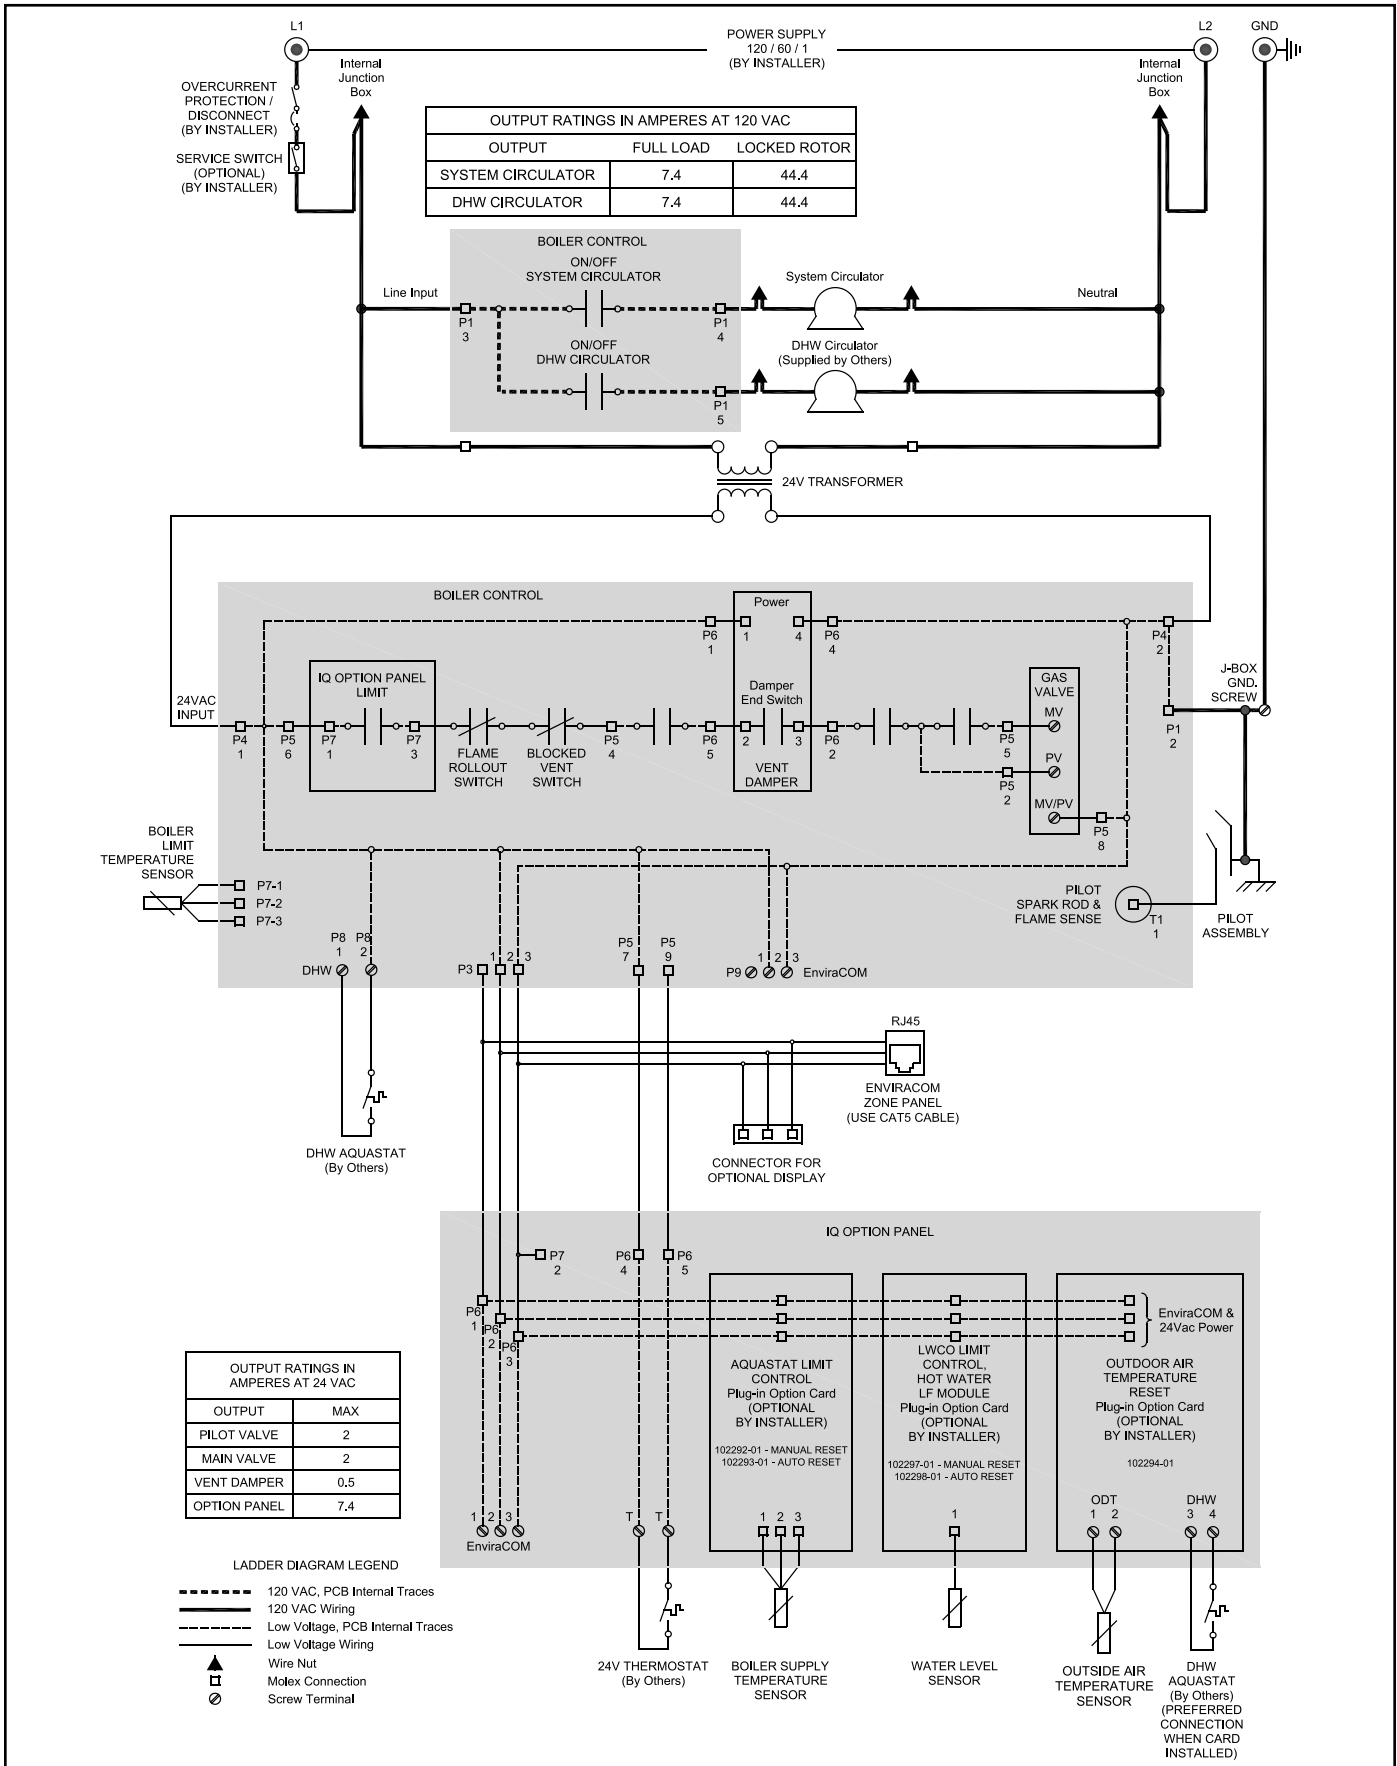 L1
POWER SUPPLY
120 / 60 / 1
(BY INSTALLER)
L2
GND
Internal
Junction
Box
Internal
Junction
Box
OVERCURRENT
PROTECTION /
DISCONNECT
(BY INSTALLER)
SERVICE SWITCH
(OPTIONAL)
(BY INSTALLER)
OUTPUT RATINGS IN AMPERES AT 120 VAC
OUTPUT FULL LOAD LOCKED ROTOR
SYSTEM CIRCULATOR 7.4 44.4
DHW CIRCULATOR 7.4 44.4
BOILER CONTROL
ON/OFF
SYSTEM CIRCULATOR
Line Input
P1
3
P1
4
System Circulator
Neutral
ON/OFF
DHW CIRCULATOR
P1
5
DHW Circulator
(Supplied by Others)
24V TRANSFORMER
BOILER CONTROL
Power
P6
1
1
4
P6
4
P4
2
IQ OPTION PANEL
LIMIT
Damper
End Switch
GAS
VALVE
MV
J-BOX
GND.
SCREW
24VAC
INPUT
P4
1
P5
6
P7
1
P7
3
FLAME
ROLLOUT
SWITCH
BLOCKED
VENT
SWITCH
P5
4
P6
5
2
3
VENT
DAMPER
P6
2
P5
5
PV
P5
2
MV/PV
P5
8
P1
2
BOILER
LIMIT
TEMPERATURE
SENSOR
P7-1
P7-2
P7-3
PILOT
SPARK ROD &
FLAME SENSE
T1
1
PILOT
ASSEMBLY
P8
1
P8
2
DHW
P3
1 2 3
P5
7
P5
9
P9
1 2 3
EnviraCOM
RJ45
ENVIRACOM
ZONE PANEL
(USE CAT5 CABLE)
DHW AQUASTAT
(By Others)
CONNECTOR FOR
OPTIONAL DISPLAY
IQ OPTION PANEL
P7
2
P6
4
P6
5
P6
1
P6
2
P6
3
EnviraCOM &
24Vac Power
AQUASTAT LIMIT
CONTROL
Plug-in Option Card
(OPTIONAL
BY INSTALLER)
102292-01 - MANUAL RESET
102293-01 - AUTO RESET
LWCO LIMIT
CONTROL,
HOT WATER
LF MODULE
Plug-in Option Card
(OPTIONAL
BY INSTALLER)
102297-01 - MANUAL RESET
102298-01 - AUTO RESET
OUTDOOR AIR
TEMPERATURE
RESET
Plug-in Option Card
(OPTIONAL
BY INSTALLER)
102294-01
OUTPUT RATINGS IN
AMPERES AT 24 VAC
OUTPUT MAX
PILOT VALVE 2
MAIN VALVE 2
VENT DAMPER 0.5
OPTION PANEL 7.4
1 2 3
EnviraCOM
T
T
1 2 3
1
ODT
1 2
DHW
3 4
LADDER DIAGRAM LEGEND
120 VAC, PCB Internal Traces
120 VAC Wiring
Low Voltage, PCB Internal Traces
Low Voltage Wiring
Wire Nut
Molex Connection
Screw Terminal
24V THERMOSTAT
(By Others)
BOILER SUPPLY
TEMPERATURE
SENSOR
WATER LEVEL
SENSOR
OUTSIDE AIR
TEMPERATURE
SENSOR
DHW
AQUASTAT
(By Others)
(PREFERRED
CONNECTION
WHEN CARD
INSTALLED)